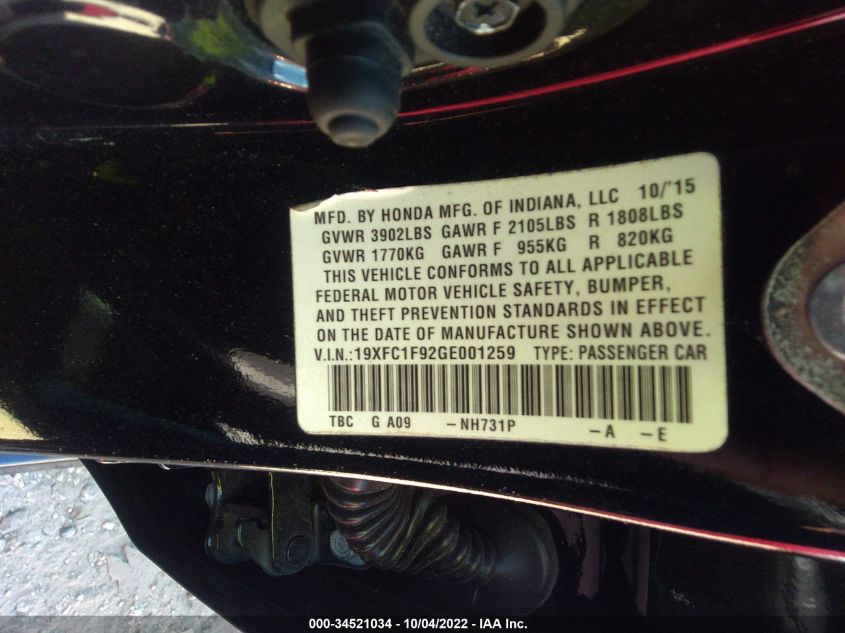 MFD. BY HONDA MFG. OF INDIANA, LLC 10/'15
GVWR 3902LBS GAWR F 2105LBS R 1808LBS
GVWR 1770KG GAWR F 955KG R 820KG
THIS VEHICLE CONFORMS TO ALL APPLICABLE
FEDERAL MOTOR VEHICLE SAFETY, BUMPER,
AND THEFT PREVENTION STANDARDS IN EFFECT
ON THE DATE OF MANUFACTURE SHOWN ABOVE.
V.I.N.:19XFC1F92GE001259 TYPE: PASSENGER CAR
TBC G A09 -NH731P -A -E
000-34521034 - 10/04/2022 - IAA Inc.